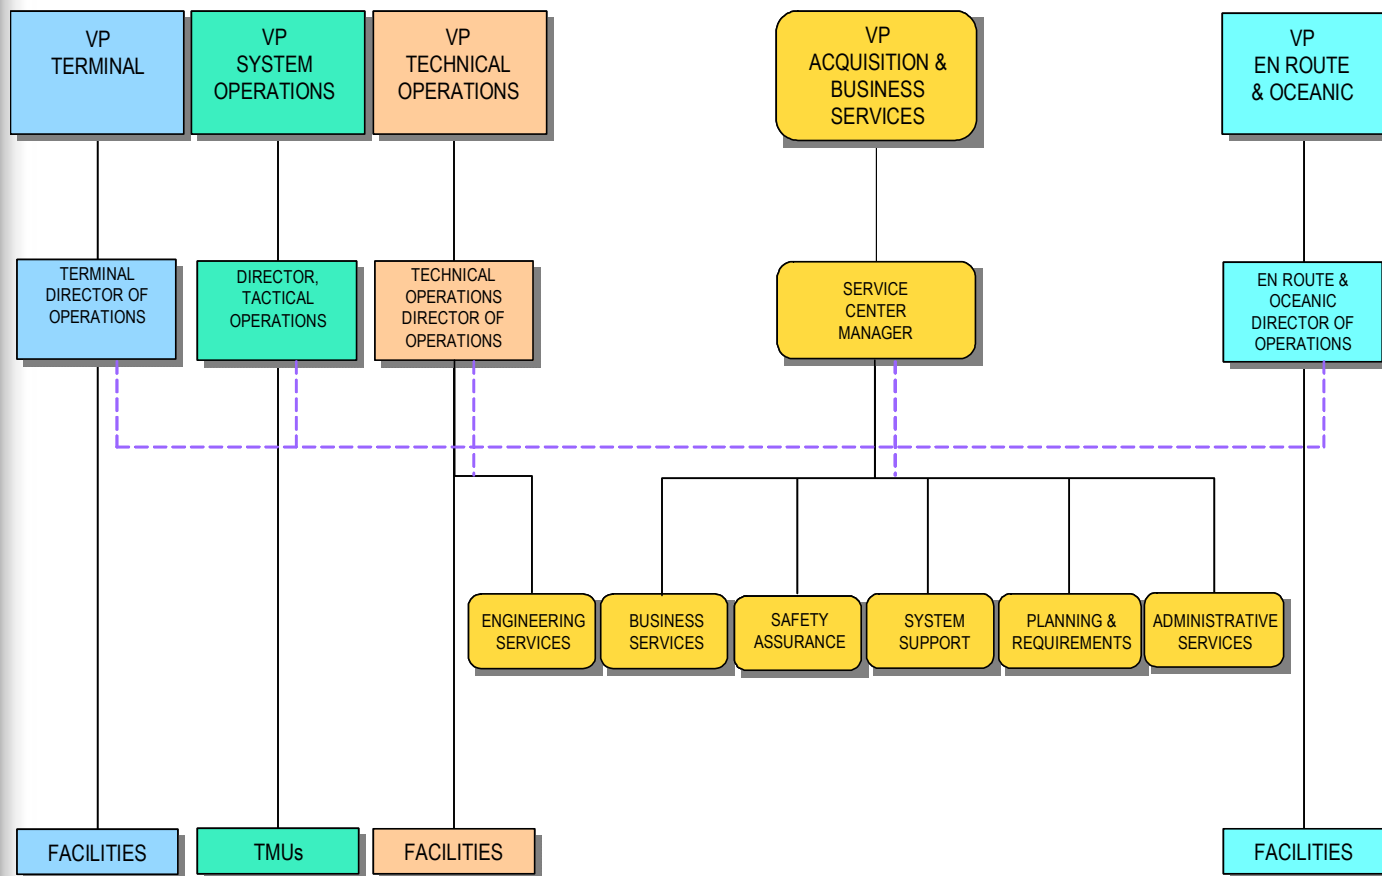 VP
TERMINAL
VP
SYSTEM
OPERATIONS
VP
TECHNICAL
OPERATIONS
VP
ACQUISITION &
BUSINESS
SERVICES
VP
EN ROUTE
& OCEANIC
TERMINAL
DIRECTOR OF
OPERATIONS
DIRECTOR,
TACTICAL
OPERATIONS
TECHNICAL
OPERATIONS
DIRECTOR OF
OPERATIONS
SERVICE
CENTER
MANAGER
EN ROUTE &
OCEANIC
DIRECTOR OF
OPERATIONS
ENGINEERING
SERVICES
BUSINESS
SERVICES
SAFETY
ASSURANCE
SYSTEM
SUPPORT
PLANNING &
REQUIREMENTS
ADMINISTRATIVE
SERVICES
FACILITIES
TMUs
FACILITIES
FACILITIES